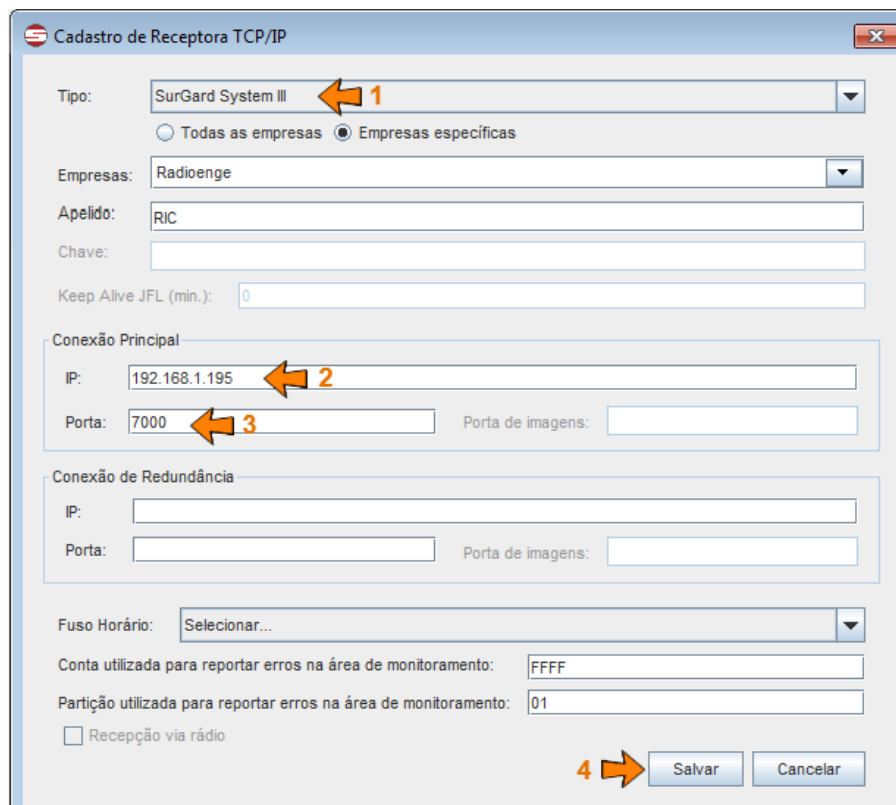 Cadastro de Receptora TCP/IP
Tipo: SurGard System III 1
Todas as empresas Empresas específicas
Empresas: Radioenge
Apelido: RIC
Chave:
Keep Alive JFL (min.): 0
Conexão Principal
IP: 192.168.1.195 2
Porta: 7000 3 Porta de imagens:
Conexão de Redundância
IP:
Porta: Porta de imagens:
Fuso Horário: Selecionar...
Conta utilizada para reportar erros na área de monitoramento: FFFF
Partição utilizada para reportar erros na área de monitoramento: 01
Recepção via rádio
4 Salvar Cancelar